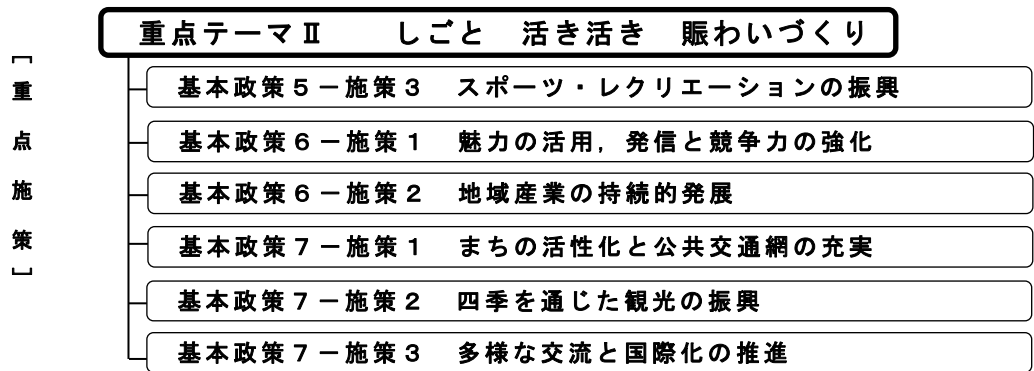 重点テーマⅡ　しごと　活き活き　賑わいづくり
[重点施策]
基本政策５－施策３　スポーツ・レクリエーションの振興
基本政策６－施策１　魅力の活用，発信と競争力の強化
基本政策６－施策２　地域産業の持続的発展
基本政策７－施策１　まちの活性化と公共交通網の充実
基本政策７－施策２　四季を通じた観光の振興
基本政策７－施策３　多様な交流と国際化の推進